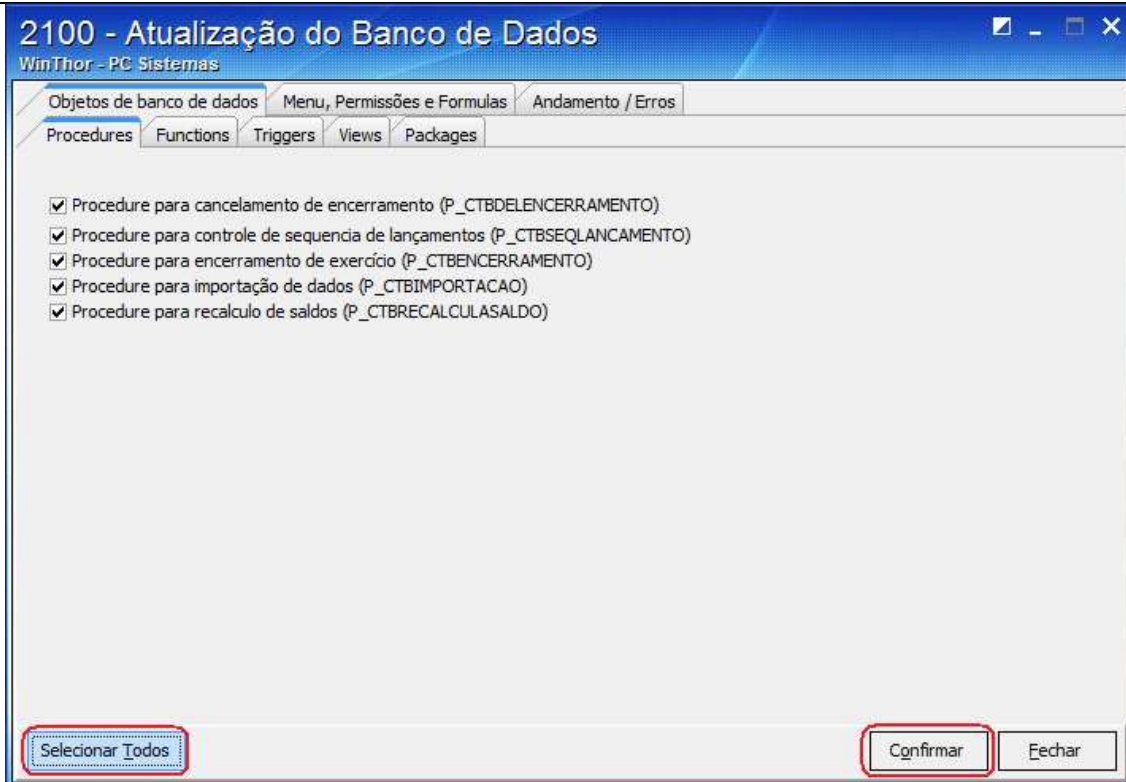 2100 - Atualização do Banco de Dados
WinThor - PC Sistemas
Objetos de banco de dados Menu, Permissões e Formulas Andamento / Erros
Procedures Functions Triggers Views Packages
Procedure para cancelamento de encerramento (P_CTBDELENCERRAMENTO)
Procedure para controle de sequencia de lançamentos (P_CTBSEQLANCAMENTO)
Procedure para encerramento de exercício (P_CTBENCERRAMENTO)
Procedure para importação de dados (P_CTBIMPORTACAO)
Procedure para recalculo de saldos (P_CTBRECALCULASALDO)
Selecionar Todos Confirmar Fechar